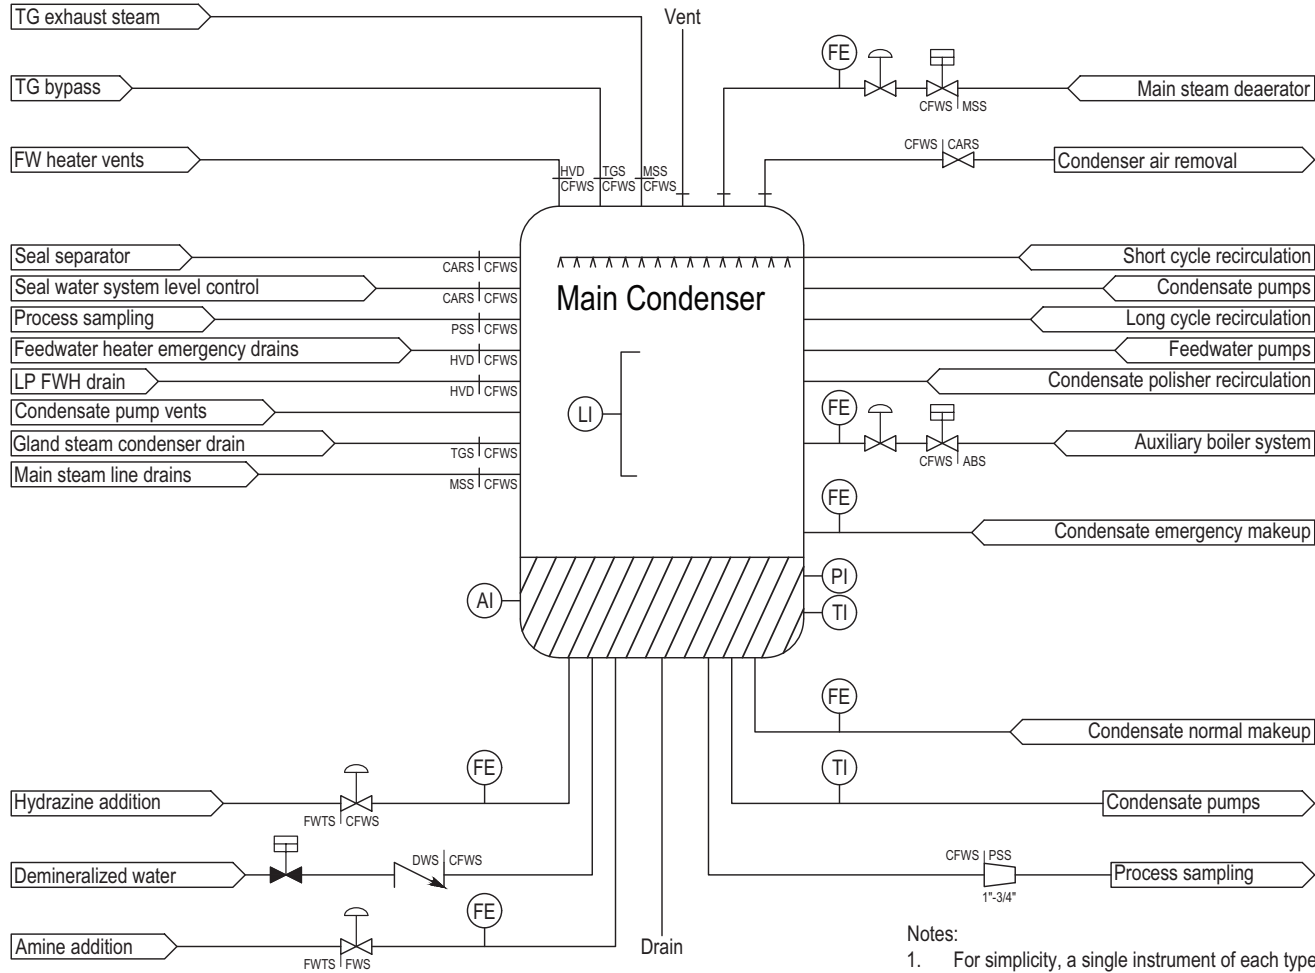 TG exhaust steam
Vent
FE
TG bypass
Main steam deaerator
CFWS MSS
CFWS CARS
FW heater vents
Condenser air removal
HVD TGS MSS
CFWS CFWS CFWS
Seal separator
CARS CFWS
Short cycle recirculation
Seal water system level control
CARS CFWS
Main Condenser
Condensate pumps
Process sampling
PSS CFWS
Long cycle recirculation
Feedwater heater emergency drains
HVD CFWS
Feedwater pumps
LP FWH drain
HVD CFWS
Condensate polisher recirculation
Condensate pump vents
LI
FE
Gland steam condenser drain
TGS CFWS
Auxiliary boiler system
CFWS ABS
Main steam line drains
MSS CFWS
FE
Condensate emergency makeup
PI
AI
TI
FE
Condensate normal makeup
FE
TI
Hydrazine addition
FWTS CFWS
Condensate pumps
DWS CFWS
CFWS PSS
Demineralized water
Process sampling
1"-3/4"
FE
Amine addition
FWTS FWS
Drain
Notes:
1. For simplicity, a single instrument of each type